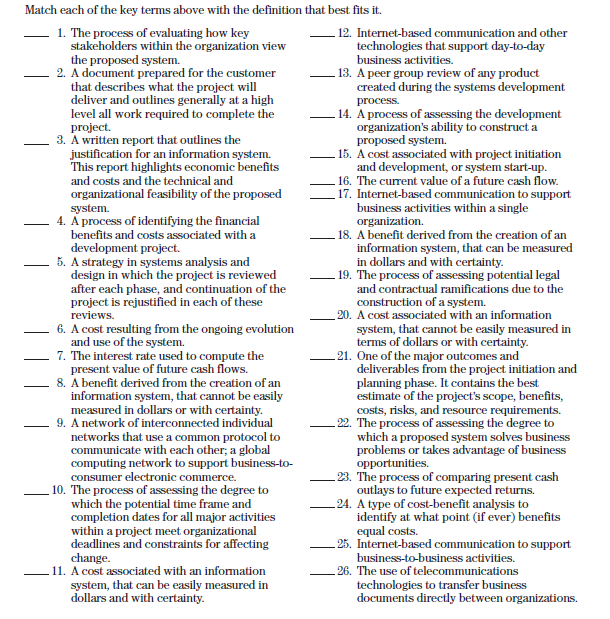 Match each of the key terms above with the definition that best fits it.
____ 1. The process of evaluating how key
stakeholders within the organization view
the proposed system.
____ 2. A document prepared for the customer
that describes what the project will
deliver and outlines generally at a high
level all work required to complete the
project.
____ 3. A written report that outlines the
justification for an information system.
This report highlights economic benefits
and costs and the technical and
organizational feasibility of the proposed
system.
____ 4. A process of identifying the financial
benefits and costs associated with a
development project.
____ 5. A strategy in systems analysis and
design in which the project is reviewed
after each phase, and continuation of the
project is rejustified in each of these
reviews.
____ 6. A cost resulting from the ongoing evolution
and use of the system.
____ 7. The interest rate used to compute the
present value of future cash flows.
____ 8. A benefit derived from the creation of an
information system, that cannot be easily
measured in dollars or with certainty.
____ 9. A network of interconnected individual
networks that use a common protocol to
communicate with each other; a global
computing network to support business-to-
consumer electronic commerce.
____ 10. The process of assessing the degree to
which the potential time frame and
completion dates for all major activities
within a project meet organizational
deadlines and constraints for affecting
change.
____ 11. A cost associated with an information
system, that can be easily measured in
dollars and with certainty.
____ 12. Internet-based communication and other
technologies that support day-to-day
business activities.
____ 13. A peer group review of any product
created during the systems development
process.
____ 14. A process of assessing the development
organization's ability to construct a
proposed system.
____ 15. A cost associated with project initiation
and development, or system start-up.
____ 16. The current value of a future cash flow.
____ 17. Internet-based communication to support
business activities within a single
organization.
____ 18. A benefit derived from the creation of an
information system, that can be measured
in dollars and with certainty.
____ 19. The process of assessing potential legal
and contractual ramifications due to the
construction of a system.
____ 20. A cost associated with an information
system, that cannot be easily measured in
terms of dollars or with certainty.
____ 21. One of the major outcomes and
deliverables from the project initiation and
planning phase. It contains the best
estimate of the project's scope, benefits,
costs, risks, and resource requirements.
____ 22. The process of assessing the degree to
which a proposed system solves business
problems or takes advantage of business
opportunities.
____ 23. The process of comparing present cash
outlays to future expected returns.
____ 24. A type of cost-benefit analysis to
identify at what point (if ever) benefits
equal costs.
____ 25. Internet-based communication to support
business-to-business activities.
____ 26. The use of telecommunications
technologies to transfer business
documents directly between organizations.